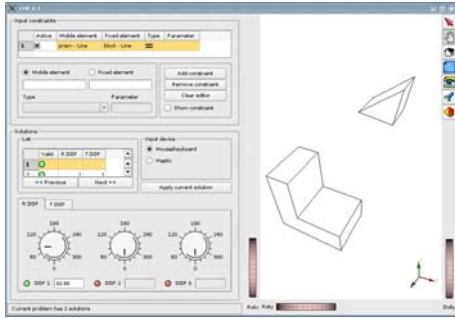 Input constraints
Active Mobile element Fixed element Type Parameter
1 prism - Line block - Line
Mobile element Fixed element
Type Parameter
Add constraint
Remove constraint
Clear editor
Show constraint
Solutions
List
Valid R DOF T DOF
1
<< Previous Next >>
Input device
Mouse/keyboard
Haptic
Apply current solution
R DOF T DOF
180 180 180
120 240 120 240 120 240
60 300 60 300 60 300
0 0 0
DOF 1 DOF 2 DOF 3
Current problem has 2 solutions
Rotx Roty Dolly